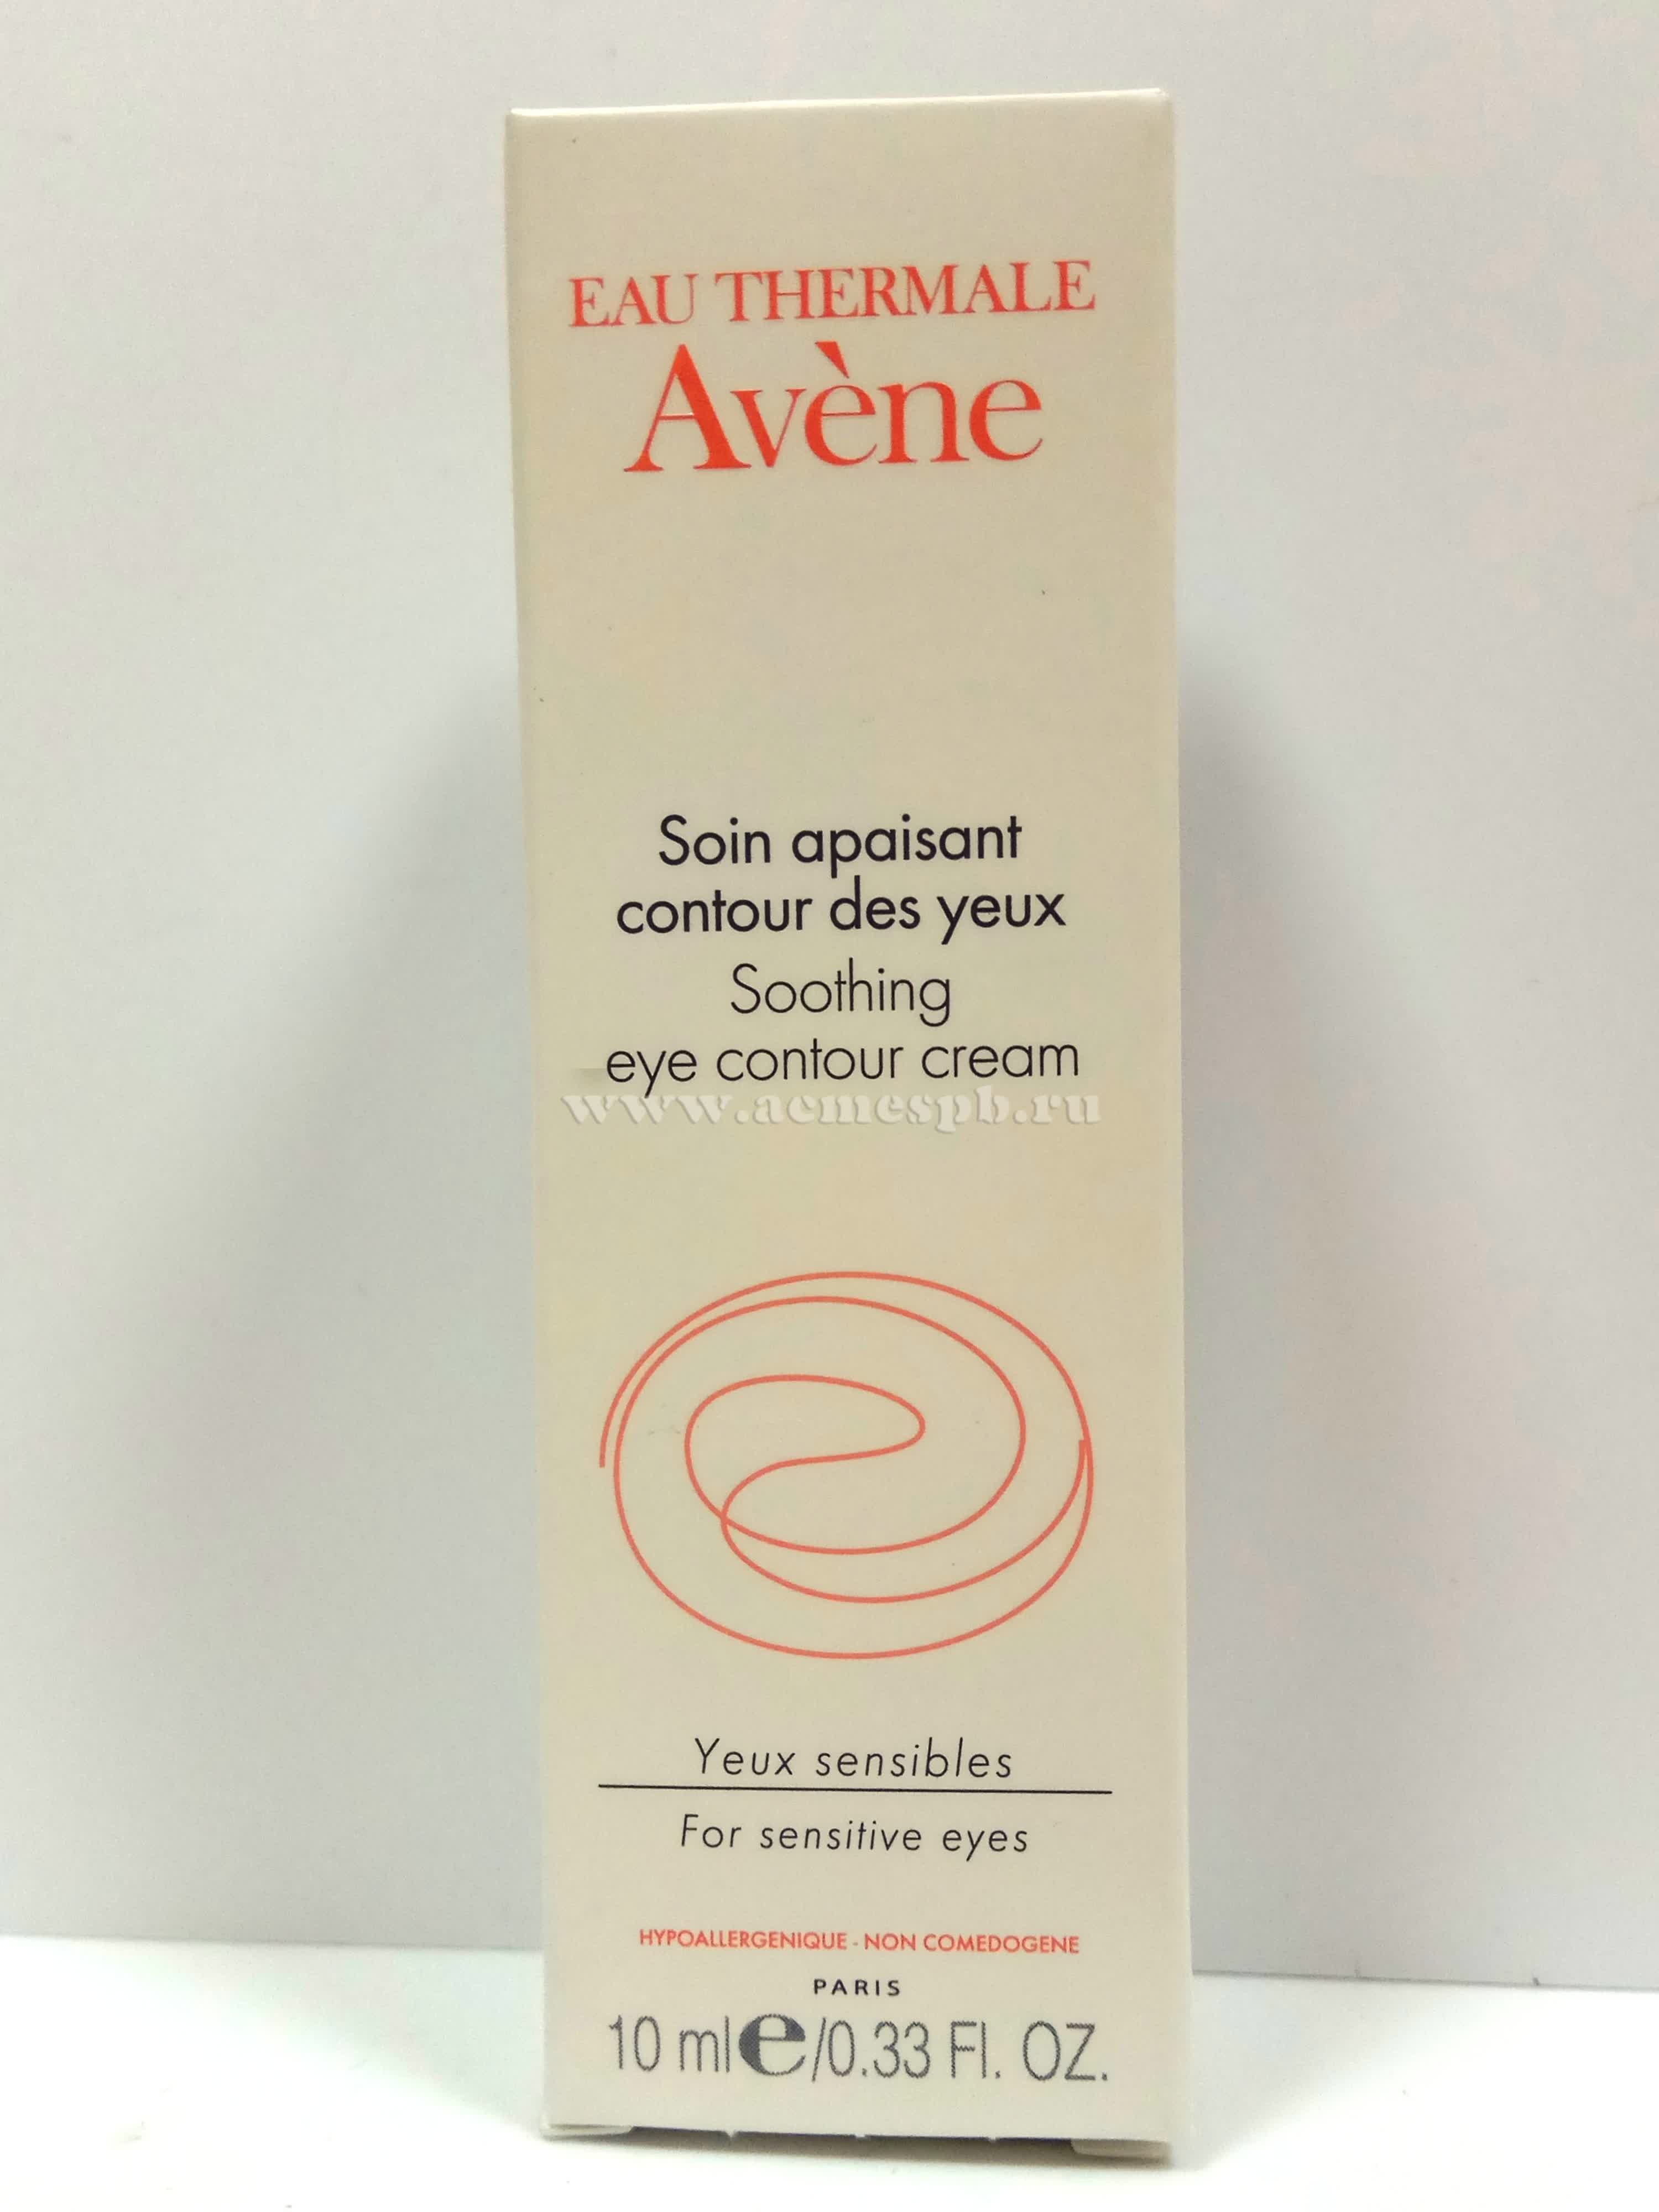 EAU THERMALE
Avène
Soin apaisant
contour des yeux
Soothing
eye contour cream
www.acmespb.ru
Yeux sensibles
For sensitive eyes
HYPOALLERGENIQUE - NON COMEDOGENE
PARIS
10 ml e/0.33 Fl. OZ.